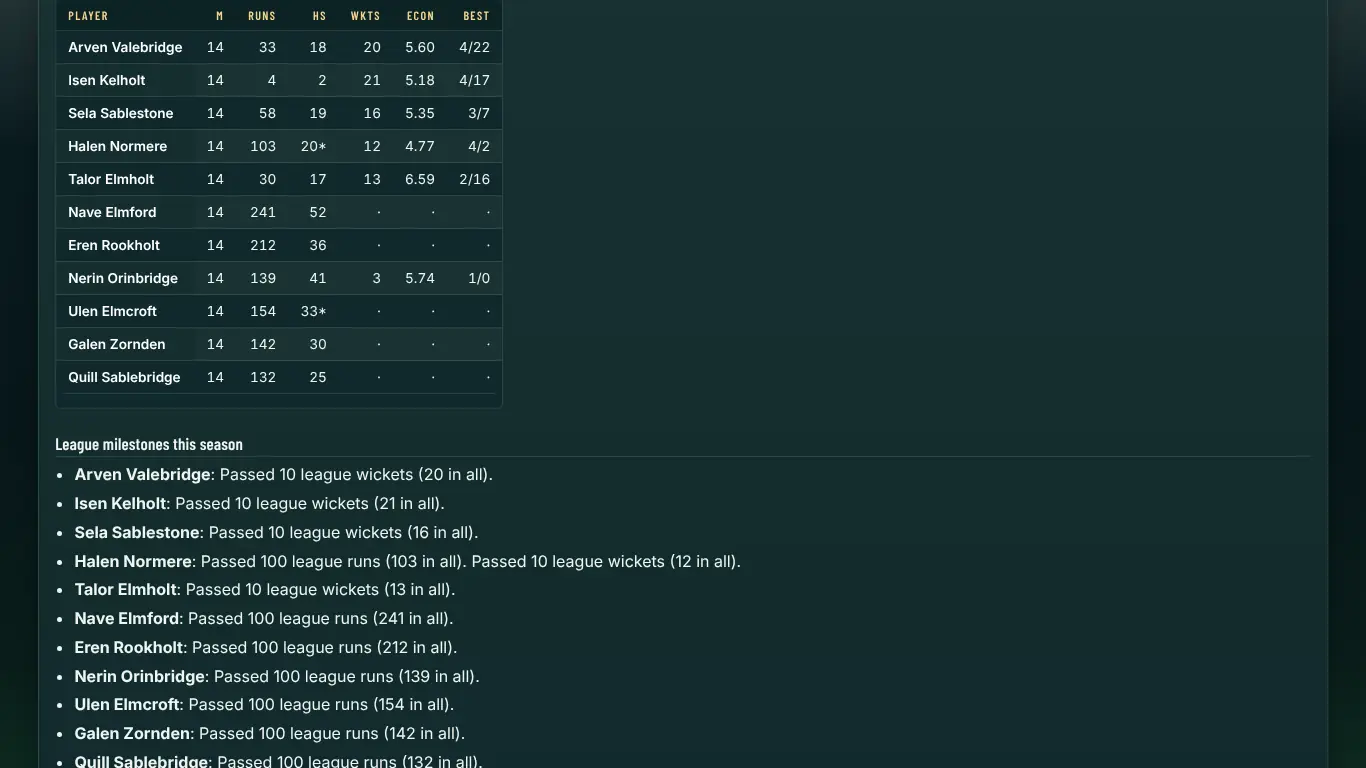 PLAYER M RUNS HS WKTS ECON BEST
Arven Valebridge 14 33 18 20 5.60 4/22
Isen Kelholt 14 4 2 21 5.18 4/17
Sela Sablestone 14 58 19 16 5.35 3/7
Halen Normere 14 103 20* 12 4.77 4/2
Talor Elmholt 14 30 17 13 6.59 2/16
Nave Elmford 14 241 52 · · ·
Eren Rookholt 14 212 36 · · ·
Nerin Orinbridge 14 139 41 3 5.74 1/0
Ulen Elmcroft 14 154 33* · · ·
Galen Zornden 14 142 30 · · ·
Quill Sablebridge 14 132 25 · · ·
League milestones this season
• Arven Valebridge: Passed 10 league wickets (20 in all).
• Isen Kelholt: Passed 10 league wickets (21 in all).
• Sela Sablestone: Passed 10 league wickets (16 in all).
• Halen Normere: Passed 100 league runs (103 in all). Passed 10 league wickets (12 in all).
• Talor Elmholt: Passed 10 league wickets (13 in all).
• Nave Elmford: Passed 100 league runs (241 in all).
• Eren Rookholt: Passed 100 league runs (212 in all).
• Nerin Orinbridge: Passed 100 league runs (139 in all).
• Ulen Elmcroft: Passed 100 league runs (154 in all).
• Galen Zornden: Passed 100 league runs (142 in all).
• Quill Sablebridge: Passed 100 league runs (132 in all).